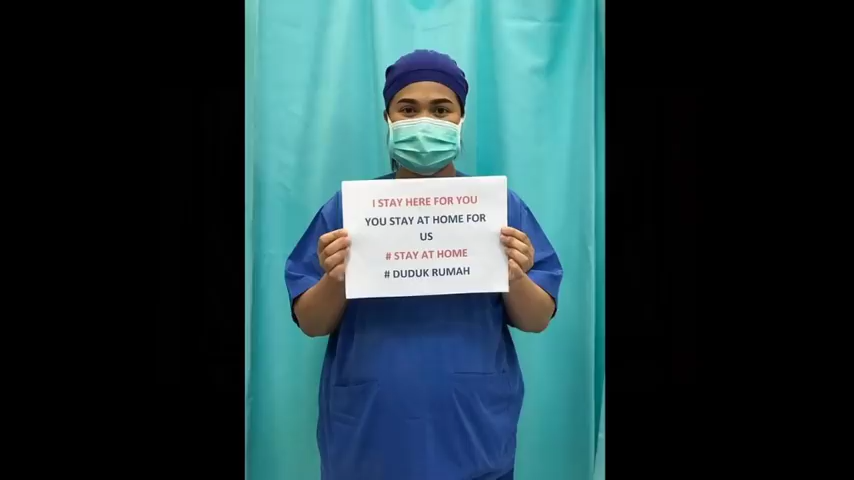 I STAY HERE FOR YOU
YOU STAY AT HOME FOR
US
# STAY AT HOME
# DUDUK RUMAH